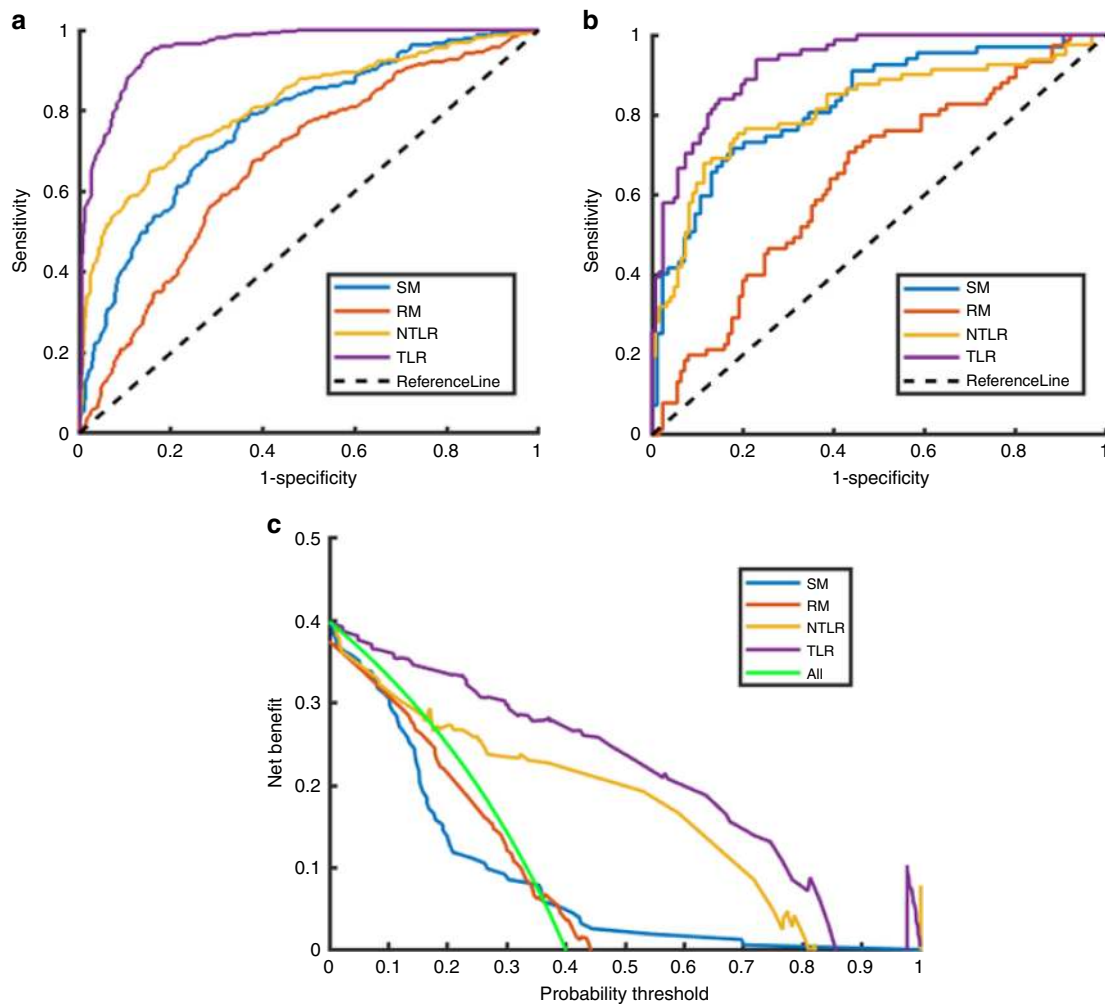 a
1
0.8
0.6
0.4
0.2
0
Sensitivity
0 0.2 0.4 0.6 0.8 1
1-specificity
SM
RM
NTLR
TLR
ReferenceLine
b
1
0.8
0.6
0.4
0.2
0
Sensitivity
0 0.2 0.4 0.6 0.8 1
1-specificity
SM
RM
NTLR
TLR
ReferenceLine
c
0.5
0.4
0.3
0.2
0.1
0
Net benefit
0 0.1 0.2 0.3 0.4 0.5 0.6 0.7 0.8 0.9 1
Probability threshold
SM
RM
NTLR
TLR
All